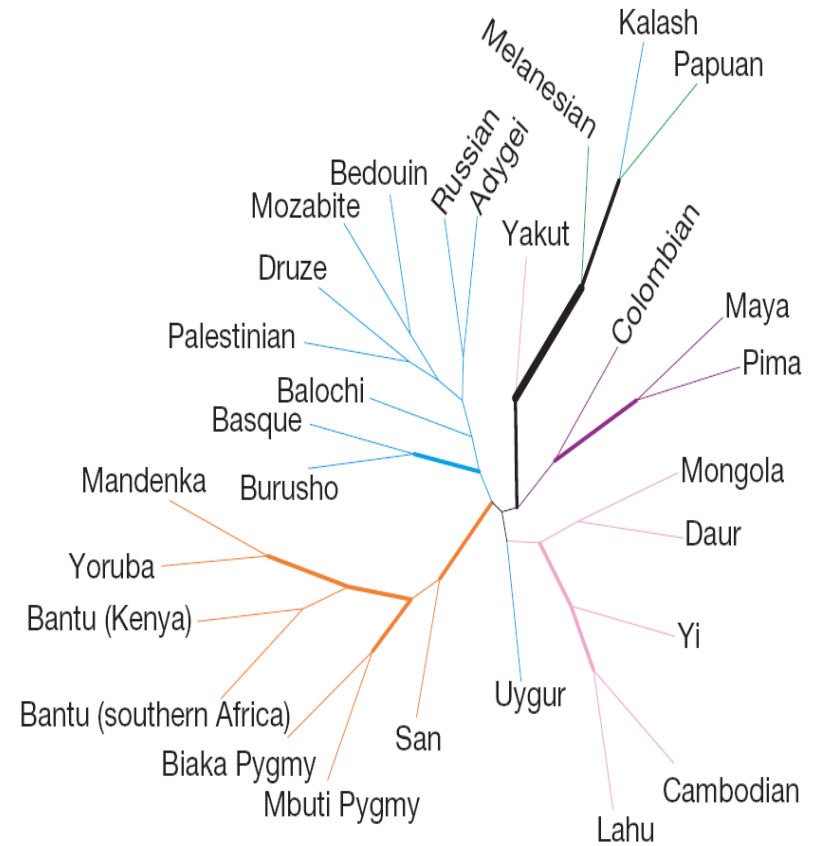 Kalash
Melanesian
Papuan
Russian
Adygei
Bedouin
Mozabite
Yakut
Druze
Colombian
Maya
Palestinian
Pima
Balochi
Basque
Mandenka
Burusho
Mongola
Daur
Yoruba
Bantu (Kenya)
Yi
Uygur
Bantu (southern Africa)
San
Biaka Pygmy
Cambodian
Mbuti Pygmy
Lahu